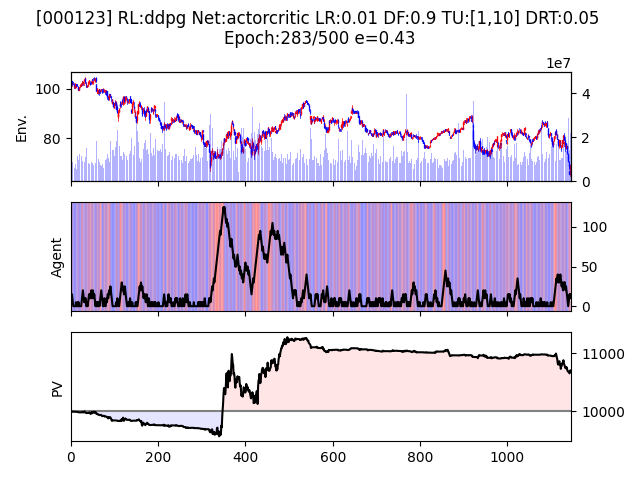 [000123] RL:ddpg Net:actorcritic LR:0.01 DF:0.9 TU:[1,10] DRT:0.05
Epoch:283/500 e=0.43
1e7
Env.
100
80
4
2
0
Agent
100
50
0
PV
11000
10000
0
200
400
600
800
1000